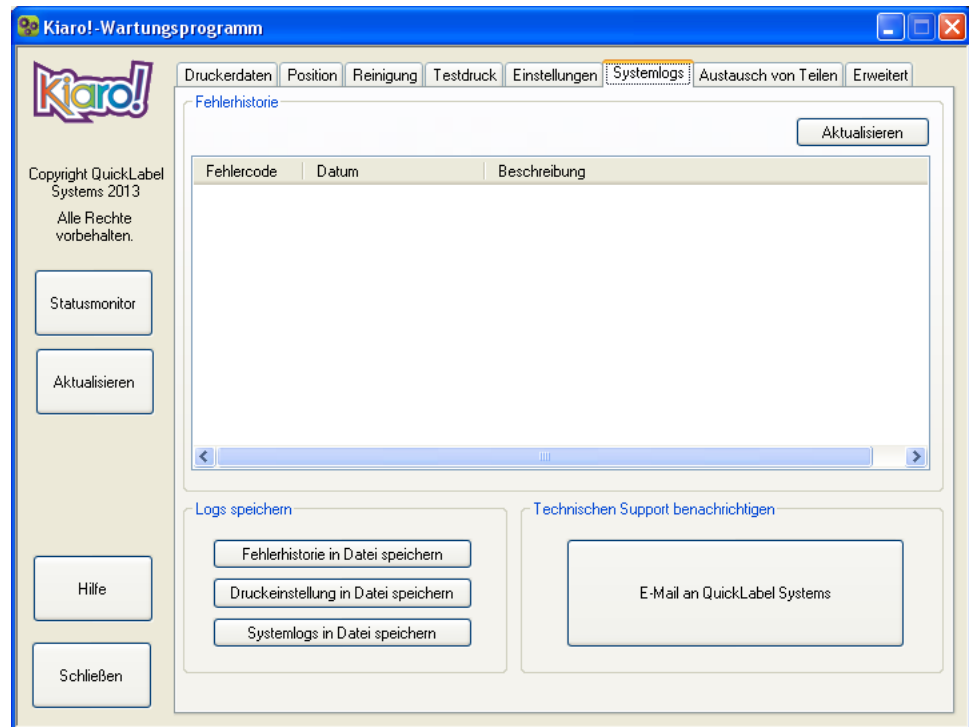 Kiaro!-Wartungsprogramm
Kiaro!
Copyright QuickLabel
Systems 2013
Alle Rechte
vorbehalten.
Statusmonitor
Aktualisieren
Hilfe
Schließen
Druckerdaten Position Reinigung Testdruck Einstellungen Systemlogs Austausch von Teilen Erweitert
Fehlerhistorie
Aktualisieren
Fehlercode Datum Beschreibung
Logs speichern
Fehlerhistorie in Datei speichern
Druckeinstellung in Datei speichern
Systemlogs in Datei speichern
Technischen Support benachrichtigen
E-Mail an QuickLabel Systems